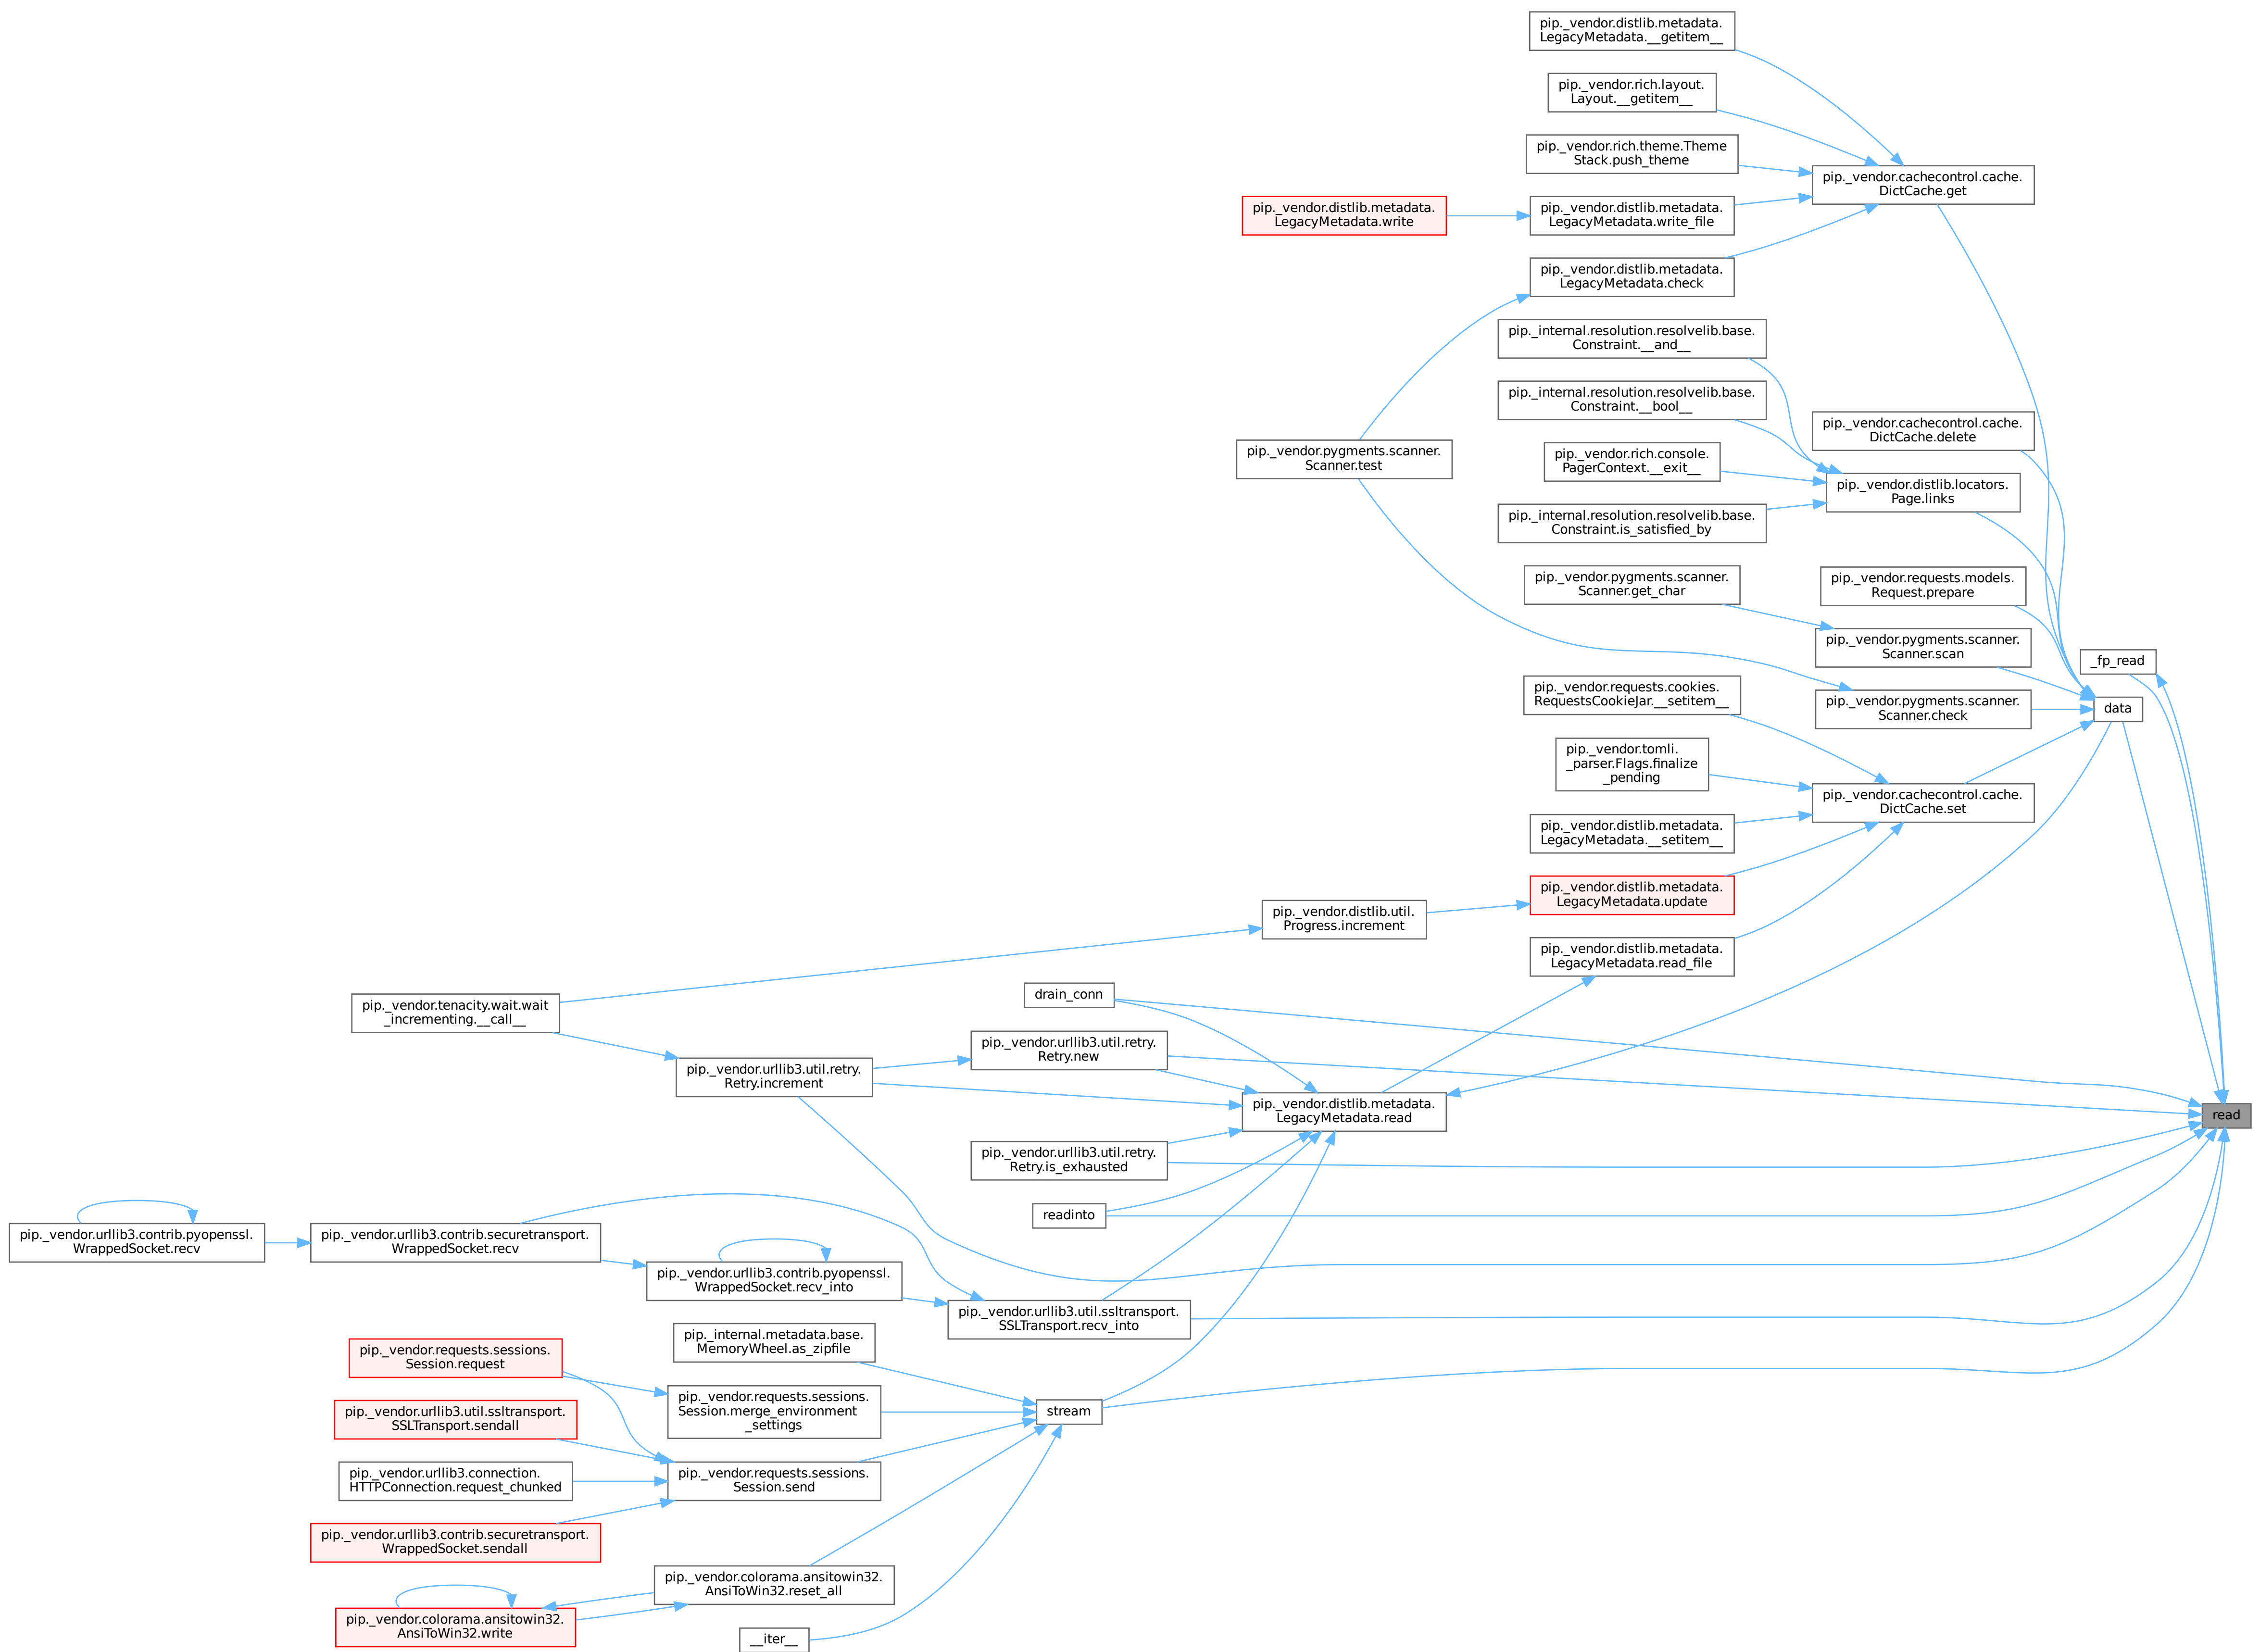 pip._vendor.distlib.metadata.
LegacyMetadata.__getitem__
pip._vendor.rich.layout.
Layout.__getitem__
pip._vendor.rich.theme.Theme
Stack.push_theme
pip._vendor.cachecontrol.cache.
DictCache.get
pip._vendor.distlib.metadata.
LegacyMetadata.write
pip._vendor.distlib.metadata.
LegacyMetadata.write_file
pip._vendor.distlib.metadata.
LegacyMetadata.check
pip._internal.resolution.resolvelib.base.
Constraint.__and__
pip._internal.resolution.resolvelib.base.
Constraint.__bool__
pip._vendor.cachecontrol.cache.
DictCache.delete
pip._vendor.pygments.scanner.
Scanner.test
pip._vendor.rich.console.
PagerContext.__exit__
pip._vendor.distlib.locators.
Page.links
pip._internal.resolution.resolvelib.base.
Constraint.is_satisfied_by
pip._vendor.pygments.scanner.
Scanner.get_char
pip._vendor.requests.models.
Request.prepare
pip._vendor.pygments.scanner.
Scanner.scan
_fp_read
pip._vendor.requests.cookies.
RequestsCookieJar.__setitem__
pip._vendor.pygments.scanner.
Scanner.check
data
pip._vendor.tomli.
_parser.Flags.finalize
_pending
pip._vendor.cachecontrol.cache.
DictCache.set
pip._vendor.distlib.metadata.
LegacyMetadata.__setitem__
pip._vendor.distlib.metadata.
LegacyMetadata.update
pip._vendor.distlib.util.
Progress.increment
pip._vendor.distlib.metadata.
LegacyMetadata.read_file
pip._vendor.tenacity.wait.wait
_incrementing.__call__
drain_conn
pip._vendor.urllib3.util.retry.
Retry.new
pip._vendor.urllib3.util.retry.
Retry.increment
pip._vendor.distlib.metadata.
LegacyMetadata.read
read
pip._vendor.urllib3.util.retry.
Retry.is_exhausted
readinto
pip._vendor.urllib3.contrib.pyopenssl.
WrappedSocket.recv
pip._vendor.urllib3.contrib.securetransport.
WrappedSocket.recv
pip._vendor.urllib3.contrib.pyopenssl.
WrappedSocket.recv_into
pip._vendor.urllib3.util.ssltransport.
SSLTransport.recv_into
pip._internal.metadata.base.
MemoryWheel.as_zipfile
pip._vendor.requests.sessions.
Session.request
pip._vendor.requests.sessions.
Session.merge_environment
_settings
stream
pip._vendor.urllib3.util.ssltransport.
SSLTransport.sendall
pip._vendor.urllib3.connection.
HTTPConnection.request_chunked
pip._vendor.requests.sessions.
Session.send
pip._vendor.urllib3.contrib.securetransport.
WrappedSocket.sendall
pip._vendor.colorama.ansitowin32.
AnsiToWin32.reset_all
pip._vendor.colorama.ansitowin32.
AnsiToWin32.write
__iter__